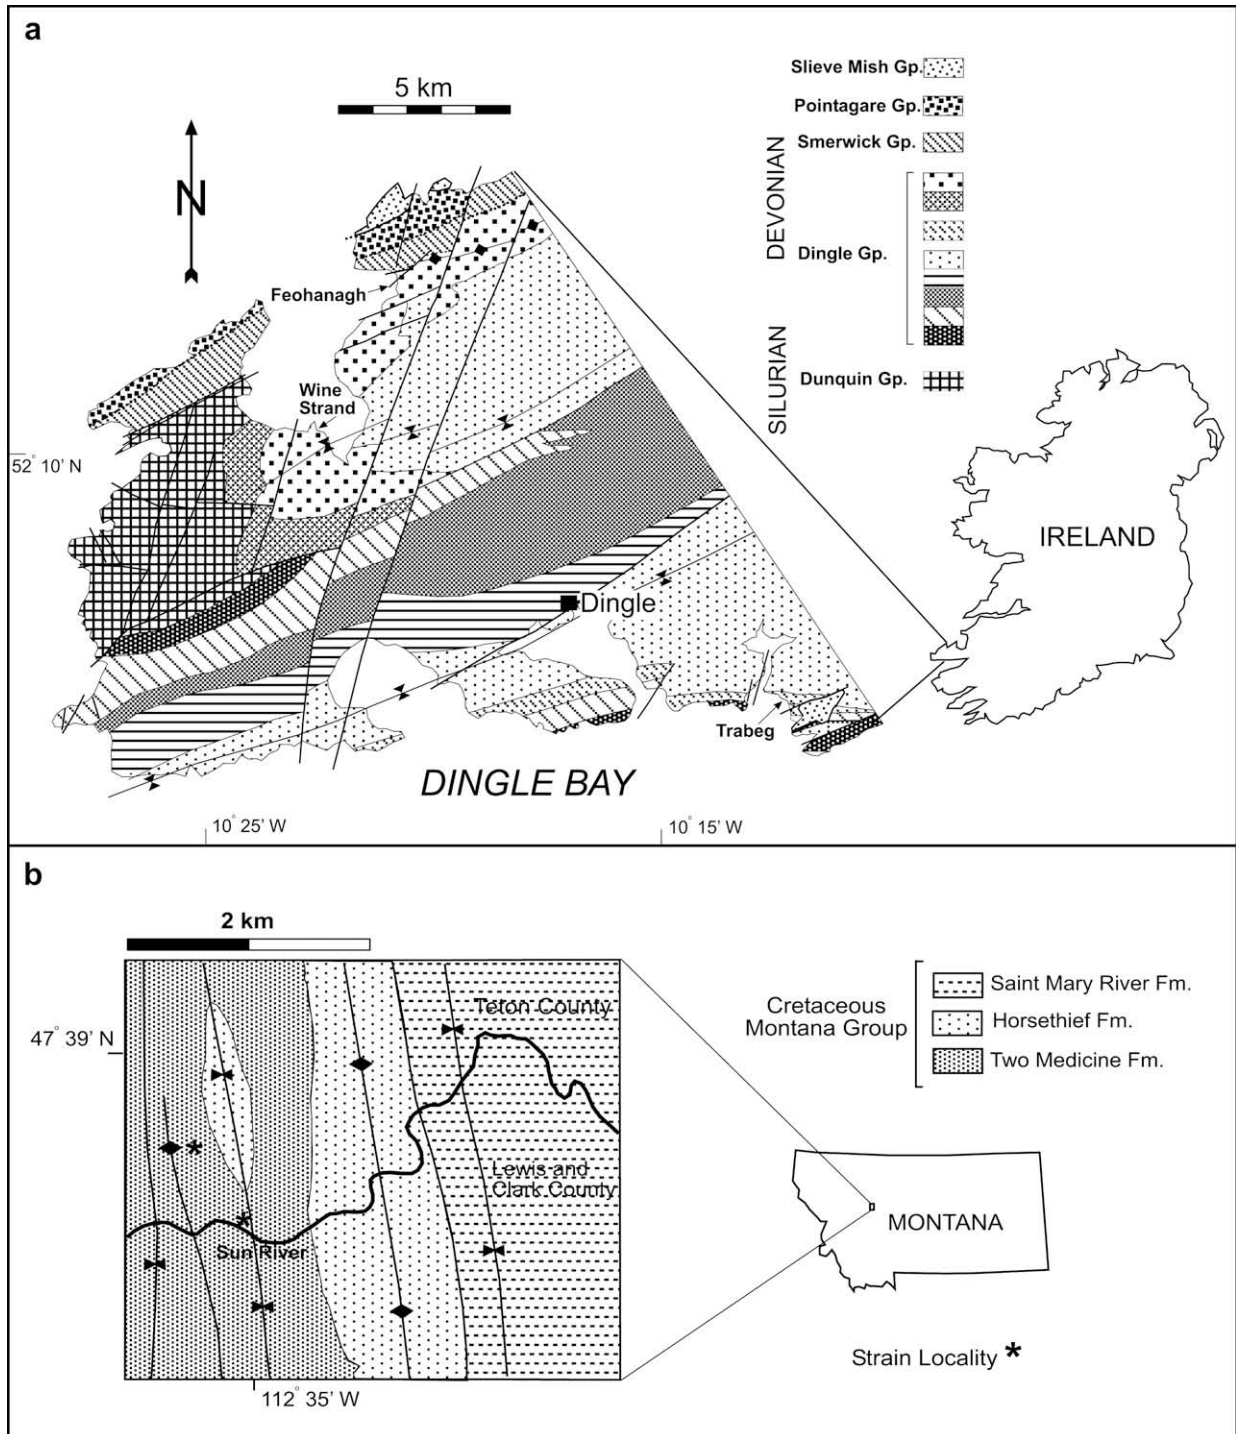 a
5 km
N
Slieve Mish Gp.
Pointagare Gp.
Smerwick Gp.
DEVONIAN
Dingle Gp.
SILURIAN
Dunquin Gp.
Feohanagh
Wine
Strand
52° 10' N
IRELAND
Dingle
Trabeg
DINGLE BAY
10° 25' W
10° 15' W
b
2 km
47° 39' N
Teton County
Lewis and
Clark County
Sun River
112° 35' W
Cretaceous
Montana Group
Saint Mary River Fm.
Horsethief Fm.
Two Medicine Fm.
MONTANA
Strain Locality *